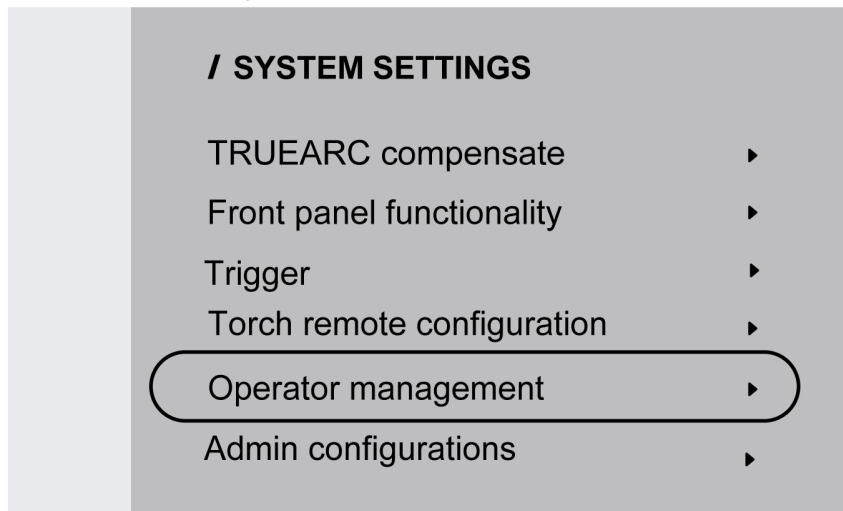 / SYSTEM SETTINGS
TRUEARC compensate
Front panel functionality
Trigger
Torch remote configuration
Operator management
Admin configurations